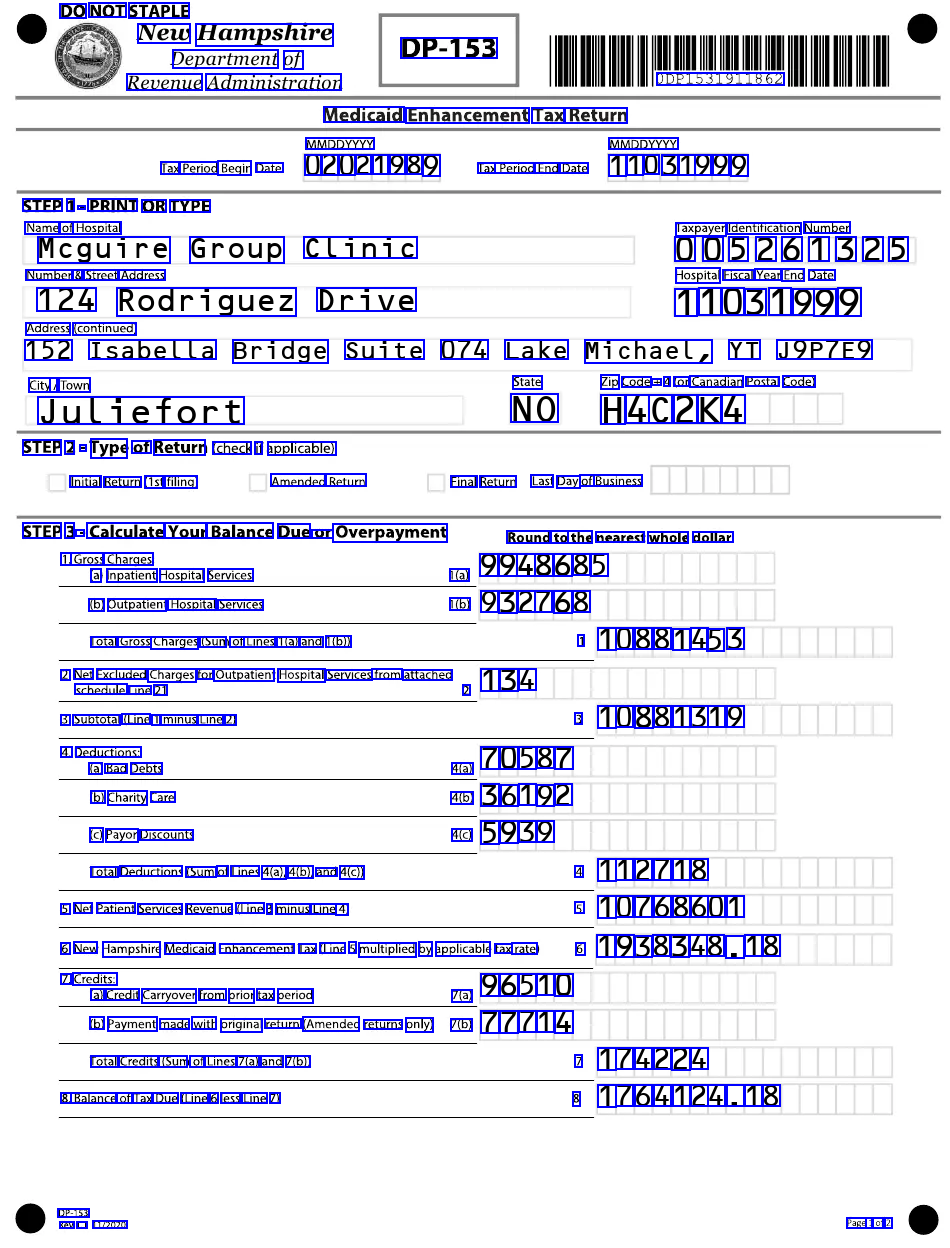 DO NOT STAPLE
New Hampshire
Department of
Revenue Administration
DP-153
0DP1531911862
Medicaid Enhancement Tax Return
MMDDYYYY MMDDYYYY
Tax Period Begin Date 02021989 Tax Period End Date 11031999
STEP 1 - PRINT OR TYPE
Name of Hospital Taxpayer Identification Number
Mcguire Group Clinic 005261325
Number & Street Address Hospital Fiscal Year End Date
124 Rodriguez Drive 11031999
Address (continued)
152 Isabella Bridge Suite 074 Lake Michael, YT J9P7E9
City / Town State Zip Code + 4 (or Canadian Postal Code)
Juliefort NO H4C2K4
STEP 2 - Type of Return (check if applicable)
Initial Return (1st filing Amended Return Final Return Last Day of Business
STEP 3 - Calculate Your Balance Due or Overpayment Round to the nearest whole dollar
1 Gross Charges
a) Inpatient Hospital Services 1(a) 9948685
(b) Outpatient Hospital Services 1(b) 932768
Total Gross Charges (Sum of Lines 1(a) and 1(b)) 1 10881453
2 Net Excluded Charges for Outpatient Hospital Services from attached
schedule Line 21 2 134
3 Subtotal (Line 1 minus Line 2) 3 10881319
4 Deductions:
(a) Bad Debts 4(a) 70587
(b) Charity Care 4(b) 36192
(c) Payor Discounts 4(c) 5939
Total Deductions (Sum of Lines 4(a), 4(b), and 4(c)) 4 112718
5 Net Patient Services Revenue (Line 3 minus Line 4) 5 10768601
6 New Hampshire Medicaid Enhancement Tax (Line 5 multiplied by applicable tax rate) 6 1938348.18
7 Credits:
a) Credit Carryover from prior tax period 7(a) 96510
(b) Payment made with original return (Amended returns only) 7(b) 77714
Total Credits (Sum of Lines 7(a) and 7(b)) 7 174224
8 Balance of Tax Due (Line 6 less Line 7) 8 1764124.18
DP-153
Page 1 of 2